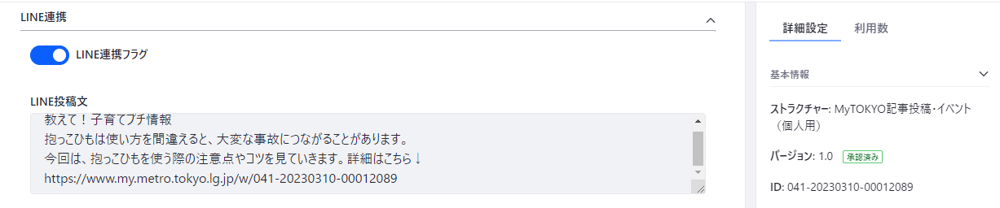 LINE連携
LINE連携フラグ
LINE投稿文
教えて！子育てプチ情報
抱っこひもは使い方を間違えると、大変な事故につながることがあります。
今回は、抱っこひもを使う際の注意点やコツを見ていきます。詳細はこちら↓
https://www.my.metro.tokyo.lg.jp/w/041-20230310-00012089
詳細設定 利用数
基本情報
ストラクチャー: MyTOKYO記事投稿・イベント
（個人用）
バージョン: 1.0 承認済み
ID: 041-20230310-00012089